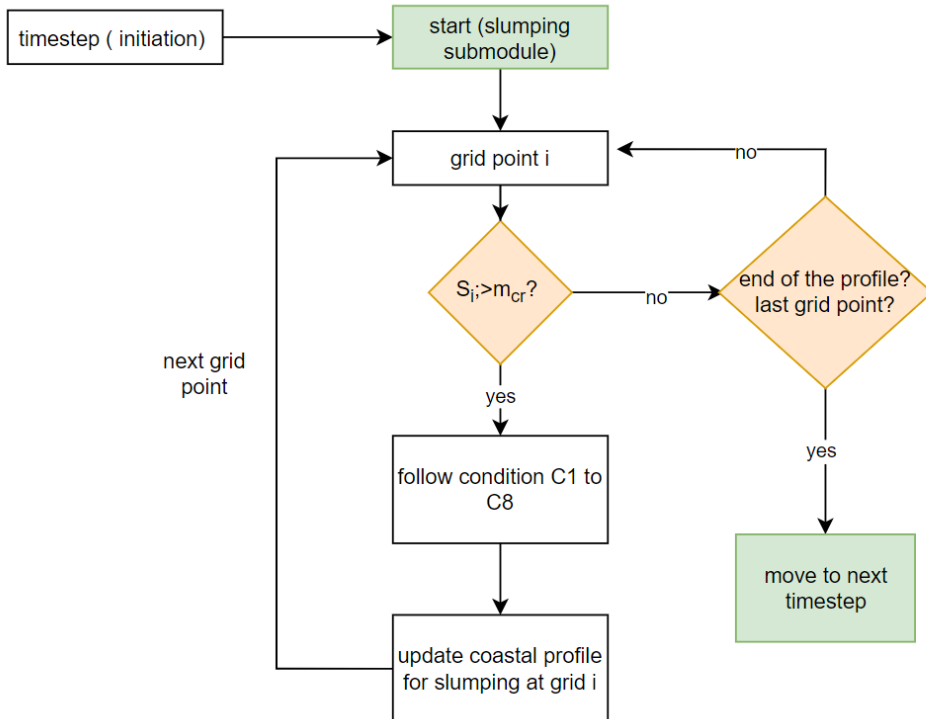 timestep ( initiation)
start (slumping
submodule)
grid point i
no
Si;>mcr?
no
end of the profile?
last grid point?
next grid
point
yes
follow condition C1 to
C8
yes
move to next
timestep
update coastal profile
for slumping at grid i